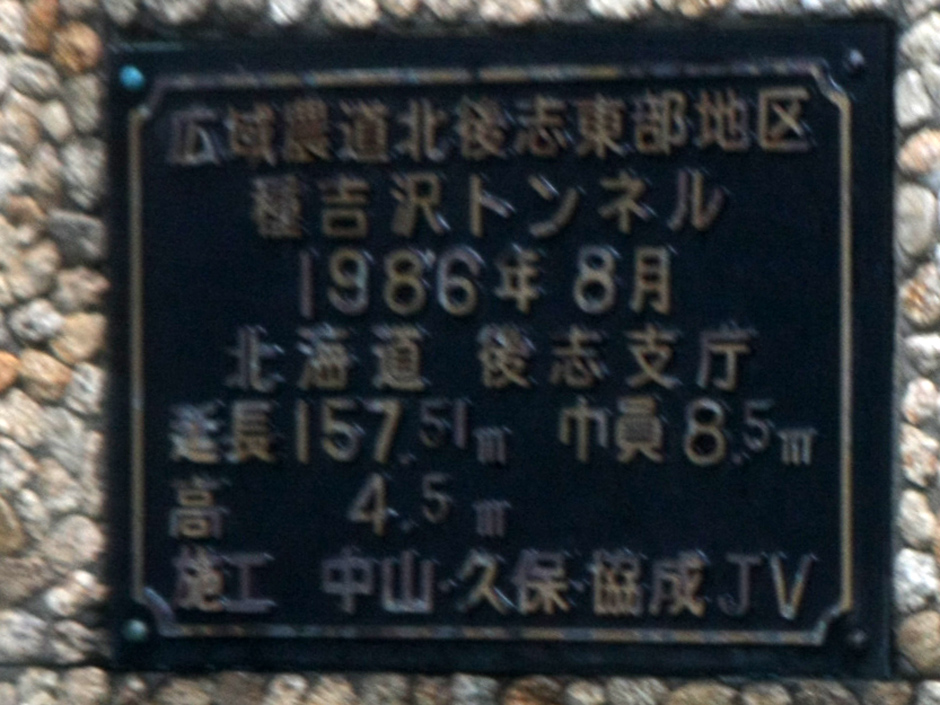 広域農道北後志東部地区
種吉沢トンネル
1986年 8月
北海道 後志支庁
延長157.51m 巾員8.5m
高 4.5m
施工 中山・久保・協成JV